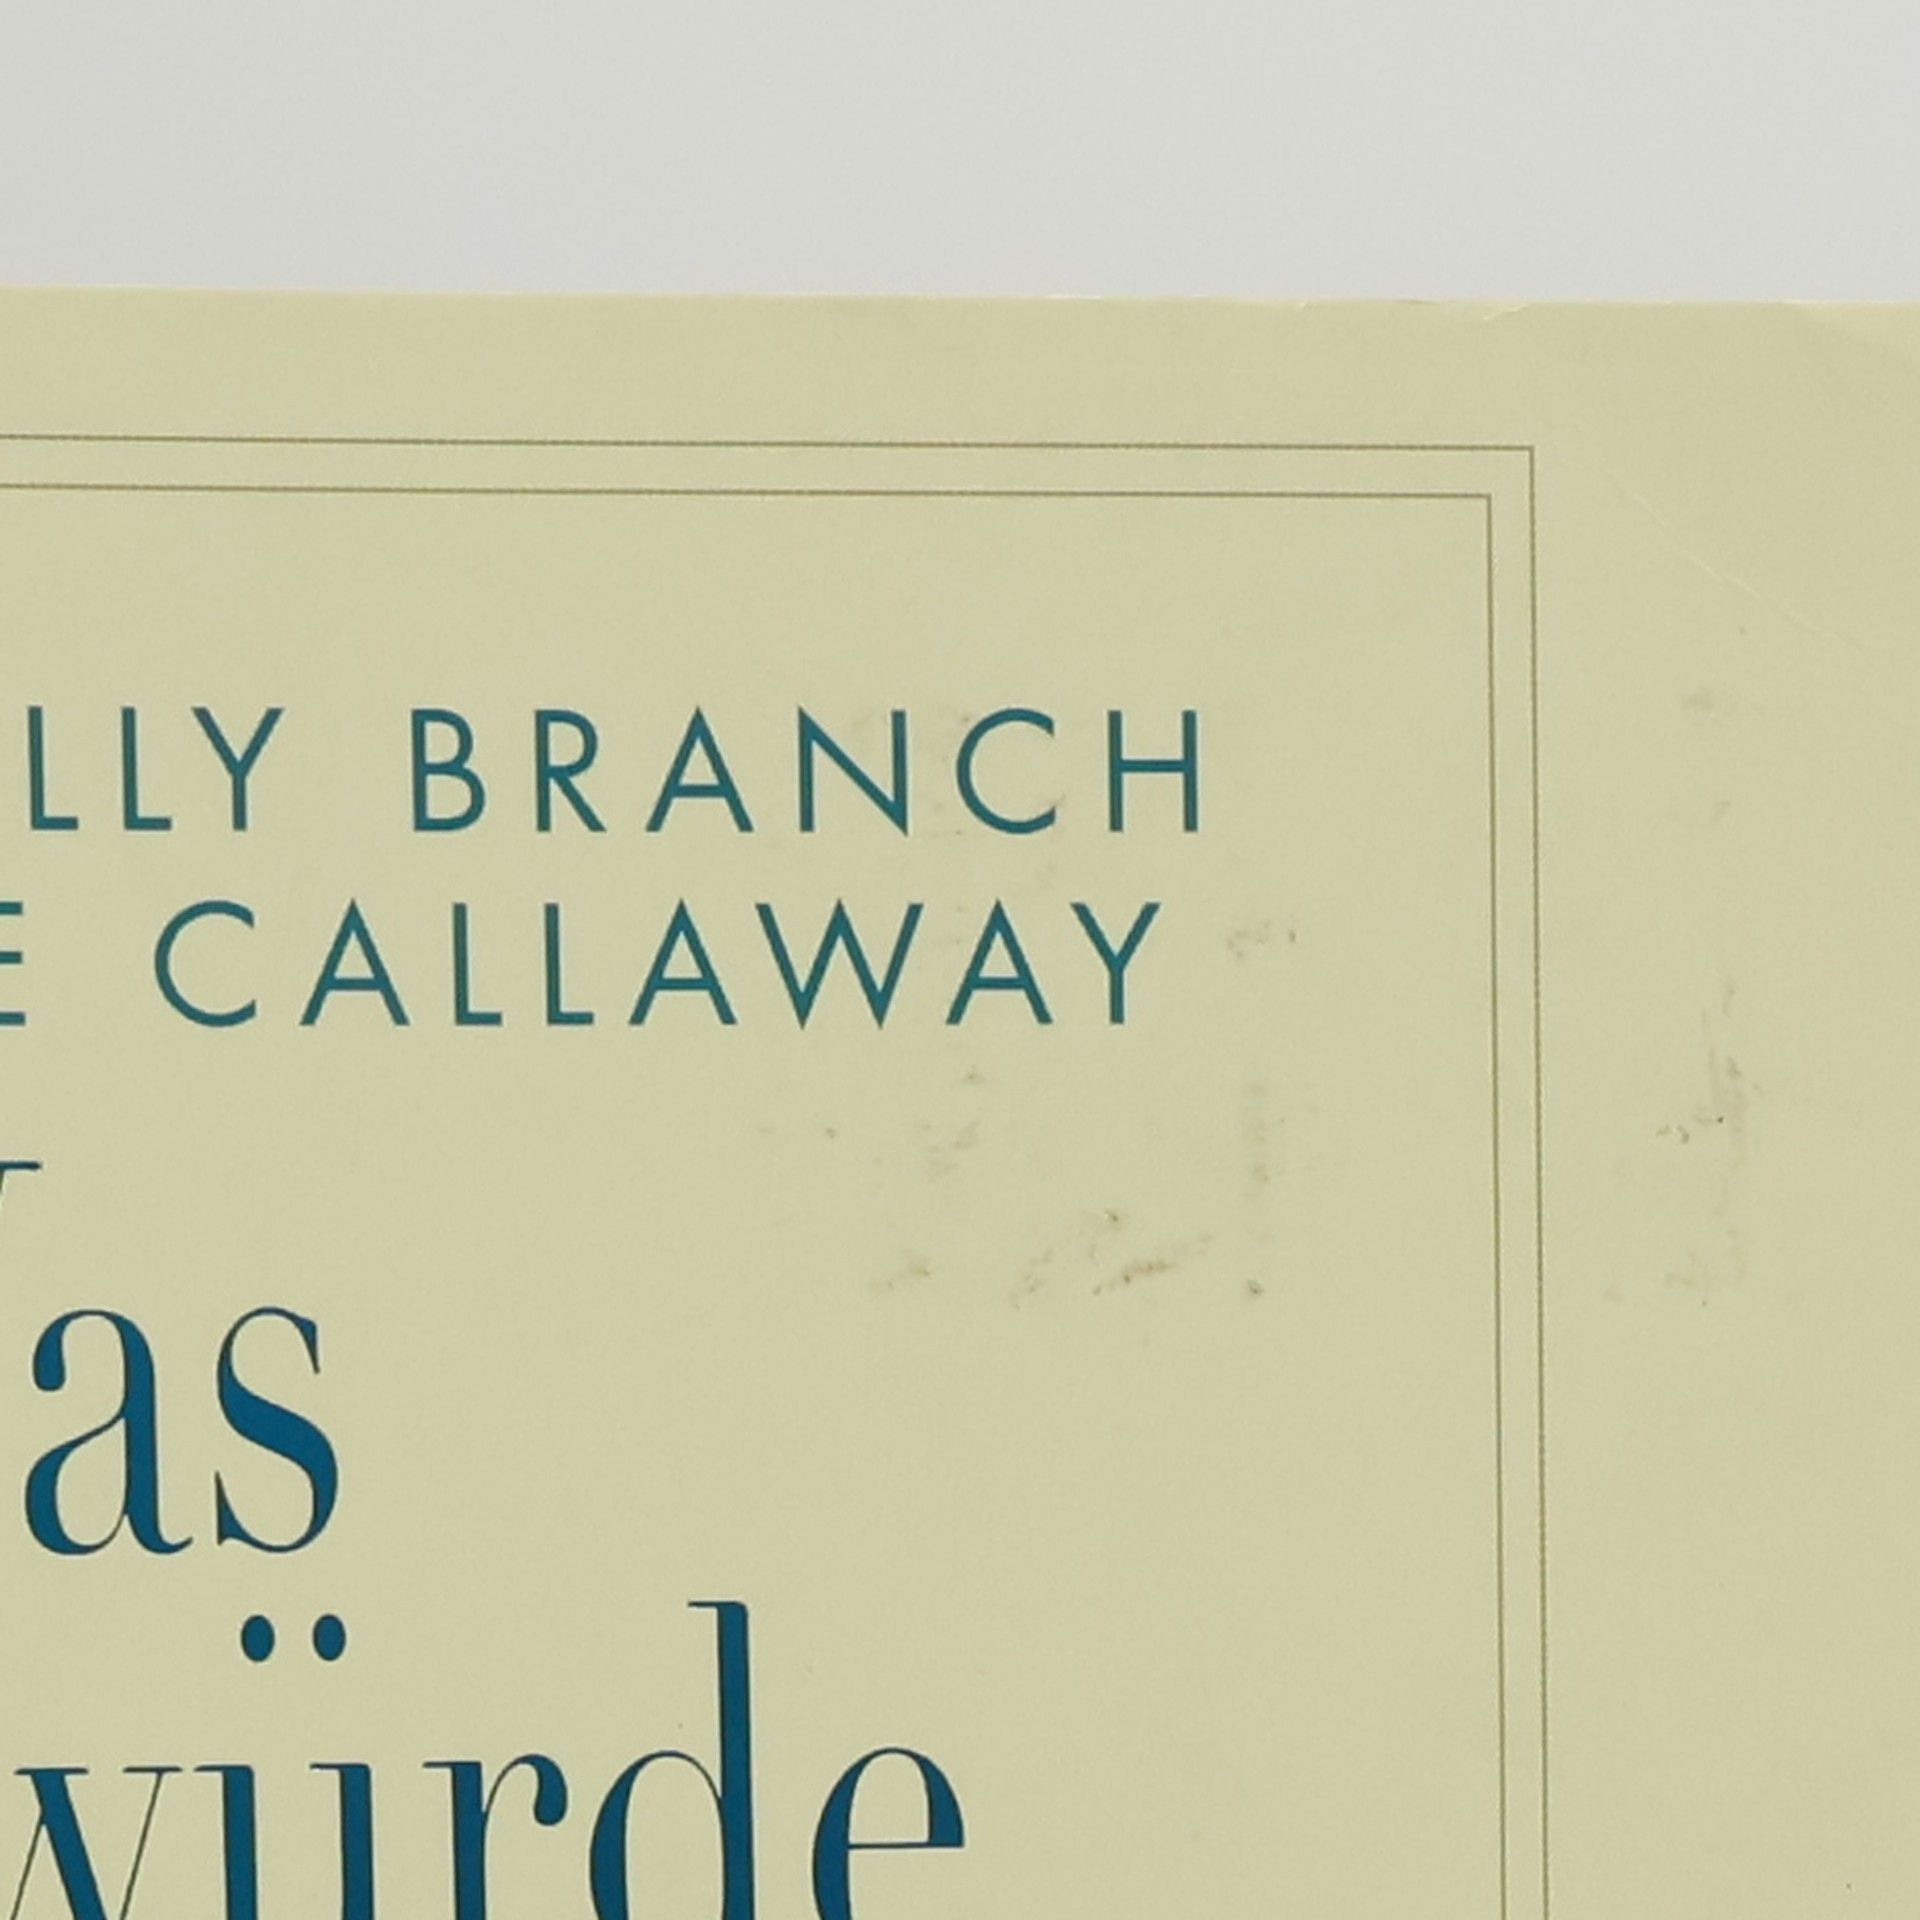 LLY BRANCH
E CALLAWAY
as
würde